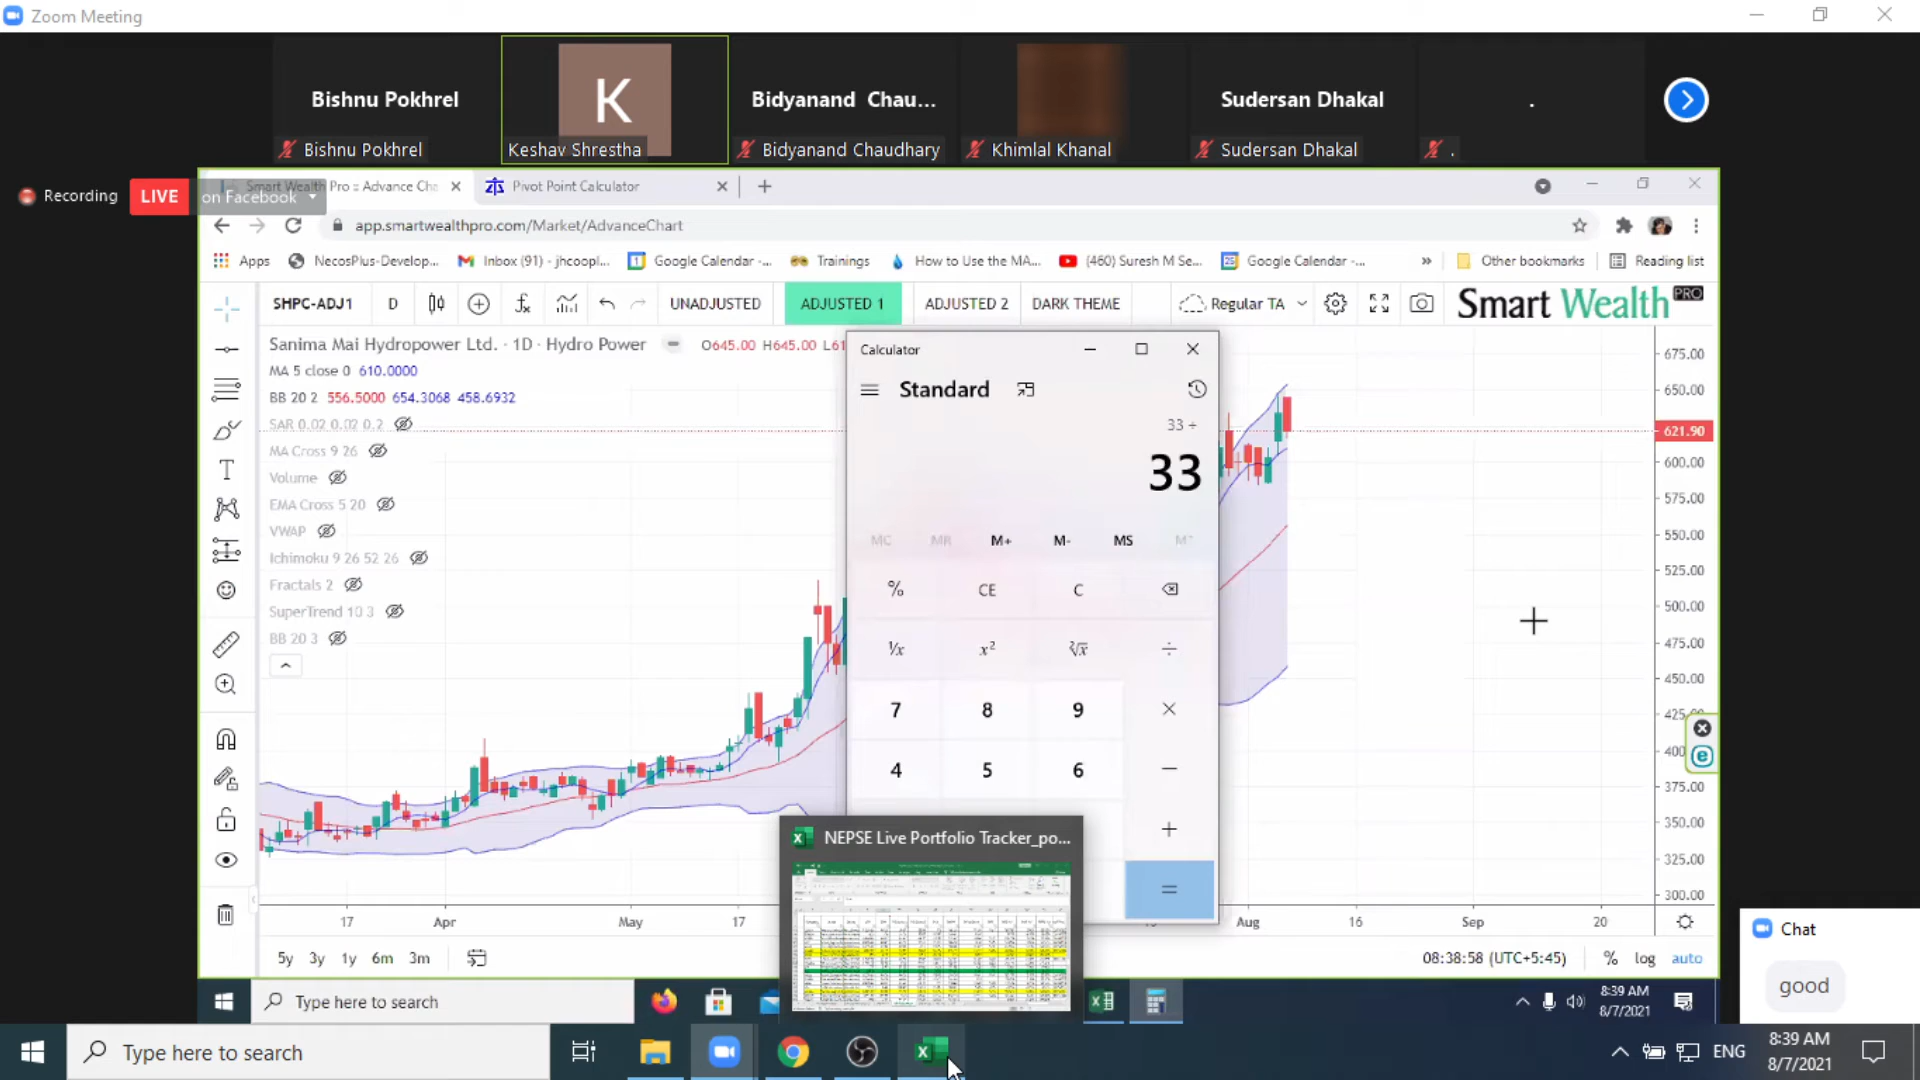 Zoom Meeting
Bishnu Pokhrel
K
Bidyanand Chau...
Sudersan Dhakal
.
Bishnu Pokhrel
Keshav Shrestha
Bidyanand Chaudhary
Khimlal Khanal
Sudersan Dhakal
.
Recording
LIVE
on Facebook
Smart Wealth Pro :: Advance Cha
Pivot Point Calculator
app.smartwealthpro.com/Market/AdvanceChart
Apps
NecosPlus-Develop...
Inbox (91) - jhcoopl...
Google Calendar -...
Trainings
How to Use the MA...
(460) Suresh M Se...
Google Calendar -...
»
Other bookmarks
Reading list
SHPC-ADJ1
D
UNADJUSTED
ADJUSTED 1
ADJUSTED 2
DARK THEME
Regular TA
Smart Wealth PRO
Sanima Mai Hydropower Ltd. · 1D · Hydro Power
O645.00 H645.00 L61
MA 5 close 0 610.0000
BB 20 2 556.5000 654.3068 458.6932
SAR 0.02 0.02 0.2
MA Cross 9 26
Volume
EMA Cross 5 20
VWAP
Ichimoku 9 26 52 26
Fractals 2
SuperTrend 10 3
BB 20 3
Calculator
Standard
33 ÷
33
MC
MR
M+
M-
MS
M˅
%
CE
C
¹/x
x²
²√x
÷
7
8
9
×
4
5
6
−
+
=
675.00
650.00
621.90
600.00
575.00
550.00
525.00
500.00
475.00
450.00
425
400
375.00
350.00
325.00
300.00
NEPSE Live Portfolio Tracker_po...
17
Apr
May
17
Aug
16
Sep
20
5y
3y
1y
6m
3m
08:38:58 (UTC+5:45)
%
log
auto
Chat
good
Type here to search
8:39 AM
8/7/2021
Type here to search
ENG
8:39 AM
8/7/2021